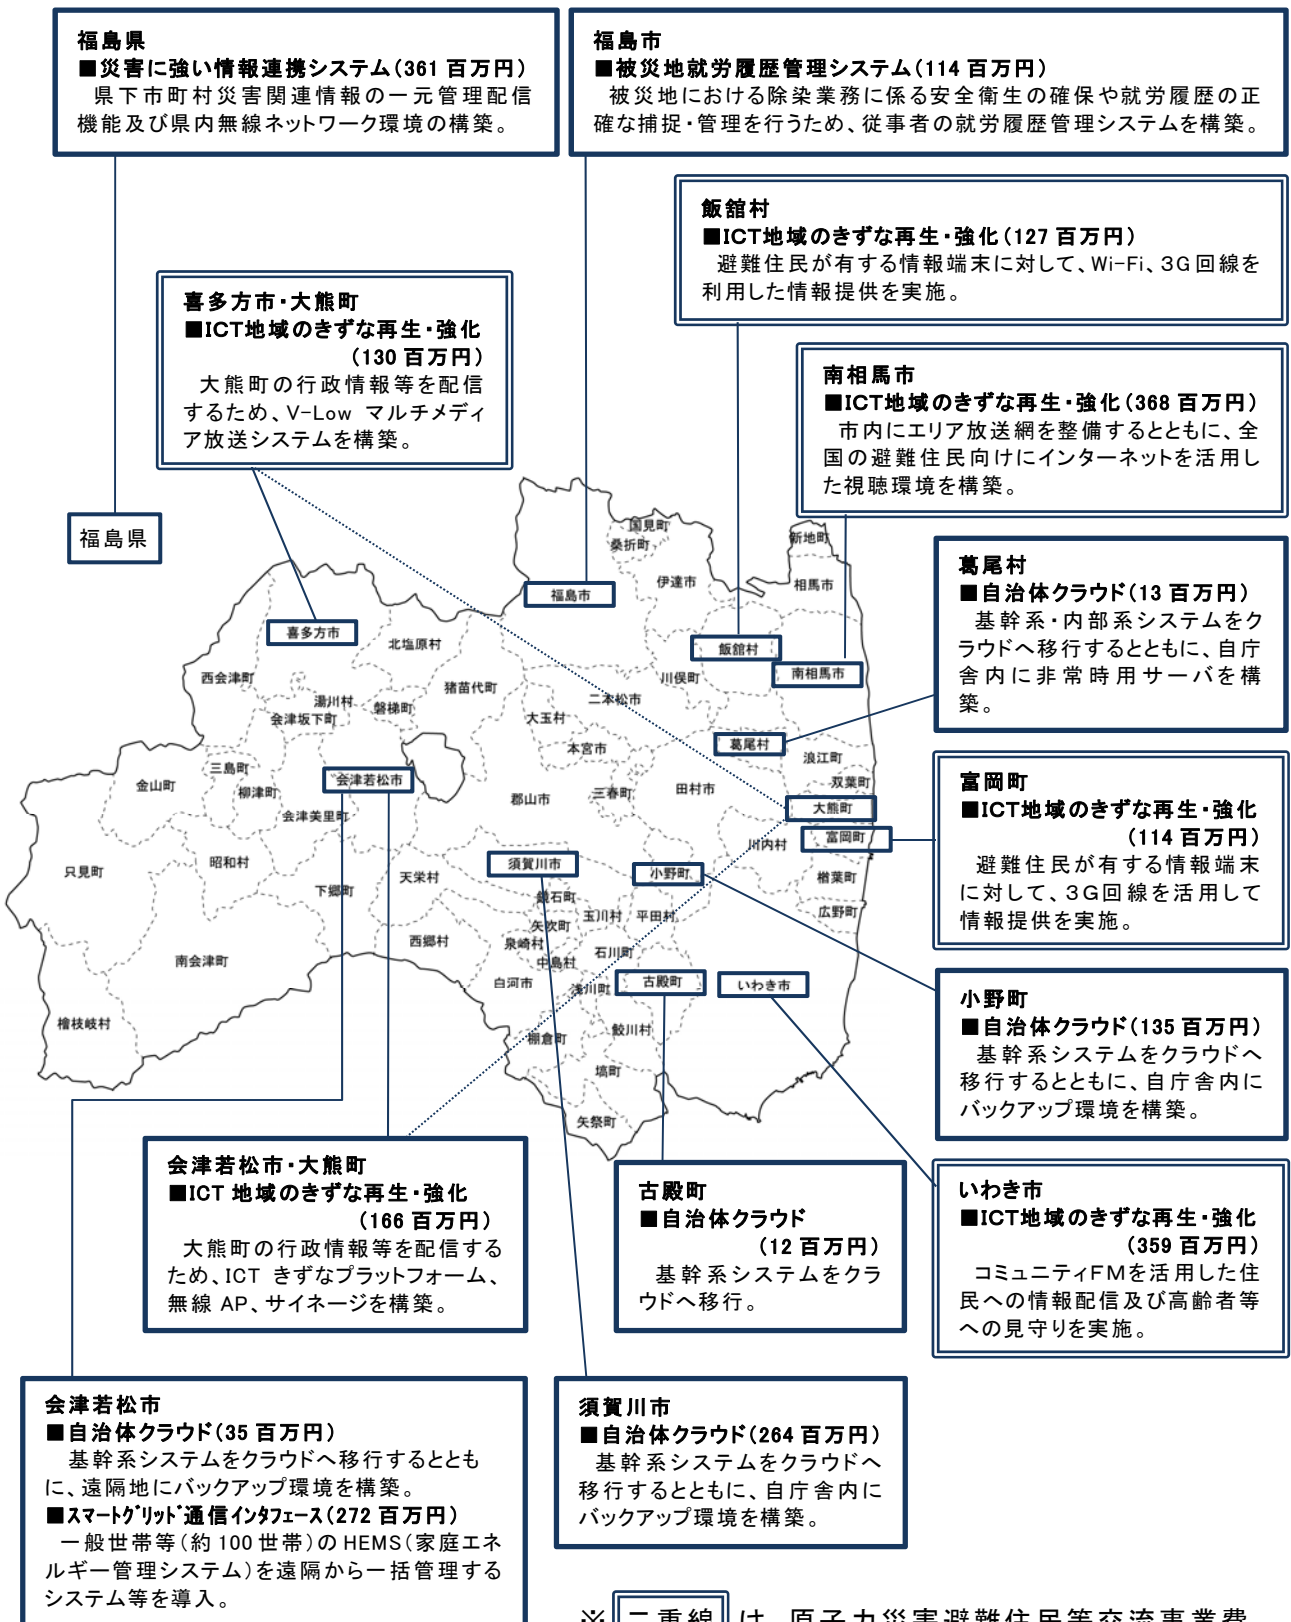 福島県
■災害に強い情報連携システム(361 百万円)
県下市町村災害関連情報の一元管理配信
機能及び県内無線ネットワーク環境の構築。
福島市
■被災地就労履歴管理システム(114 百万円)
被災地における除染業務に係る安全衛生の確保や就労履歴の正
確な捕捉・管理を行うため、従事者の就労履歴管理システムを構築。
飯舘村
■ICT地域のきずな再生・強化(127 百万円)
避難住民が有する情報端末に対して、Wi-Fi、3G 回線を
利用した情報提供を実施。
喜多方市・大熊町
■ICT地域のきずな再生・強化
(130 百万円)
大熊町の行政情報等を配信
するため、V-Low マルチメディ
ア放送システムを構築。
南相馬市
■ICT地域のきずな再生・強化(368 百万円)
市内にエリア放送網を整備するとともに、全
国の避難住民向けにインターネットを活用し
た視聴環境を構築。
福島県
葛尾村
■自治体クラウド(13 百万円)
基幹系・内部系システムをク
ラウドへ移行するとともに、自庁
舎内に非常時用サーバを構
築。
国見町
桑折町
新地町
伊達市
相馬市
福島市
喜多方市
北塩原村
飯舘村
南相馬市
西会津町
猪苗代町
川俣町
湯川村
磐梯町
二本松市
会津坂下町
大玉村
本宮市
葛尾村
浪江町
三島町
会津若松市
双葉町
金山町
柳津町
郡山市
三春町
田村市
大熊町
会津美里町
富岡町
川内村
只見町
昭和村
下郷町
天栄村
須賀川市
小野町
楢葉町
鏡石町
広野町
玉川村
平田村
矢吹町
西郷村
泉崎村
石川町
中島村
南会津町
白河市
浅川町
古殿町
いわき市
檜枝岐村
棚倉町
鮫川村
塙町
矢祭町
富岡町
■ICT地域のきずな再生・強化
(114 百万円)
避難住民が有する情報端末
に対して、3G回線を活用して
情報提供を実施。
小野町
■自治体クラウド(135 百万円)
基幹系システムをクラウドへ
移行するとともに、自庁舎内に
バックアップ環境を構築。
会津若松市・大熊町
■ICT 地域のきずな再生・強化
(166 百万円)
大熊町の行政情報等を配信する
ため、ICT きずなプラットフォーム、
無線 AP、サイネージを構築。
古殿町
■自治体クラウド
(12 百万円)
基幹系システムをクラ
ウドへ移行。
いわき市
■ICT地域のきずな再生・強化
(359 百万円)
コミュニティFMを活用した住
民への情報配信及び高齢者等
への見守りを実施。
会津若松市
■自治体クラウド(35 百万円)
基幹系システムをクラウドへ移行するととも
に、遠隔地にバックアップ環境を構築。
■スマートグリッド通信インタフェース(272 百万円)
一般世帯等(約 100 世帯)の HEMS(家庭エネ
ルギー管理システム)を遠隔から一括管理する
システム等を導入。
須賀川市
■自治体クラウド(264 百万円)
基幹系システムをクラウドへ
移行するとともに、自庁舎内に
バックアップ環境を構築。
※二重線は、原子力災害避難住民等交流事業費